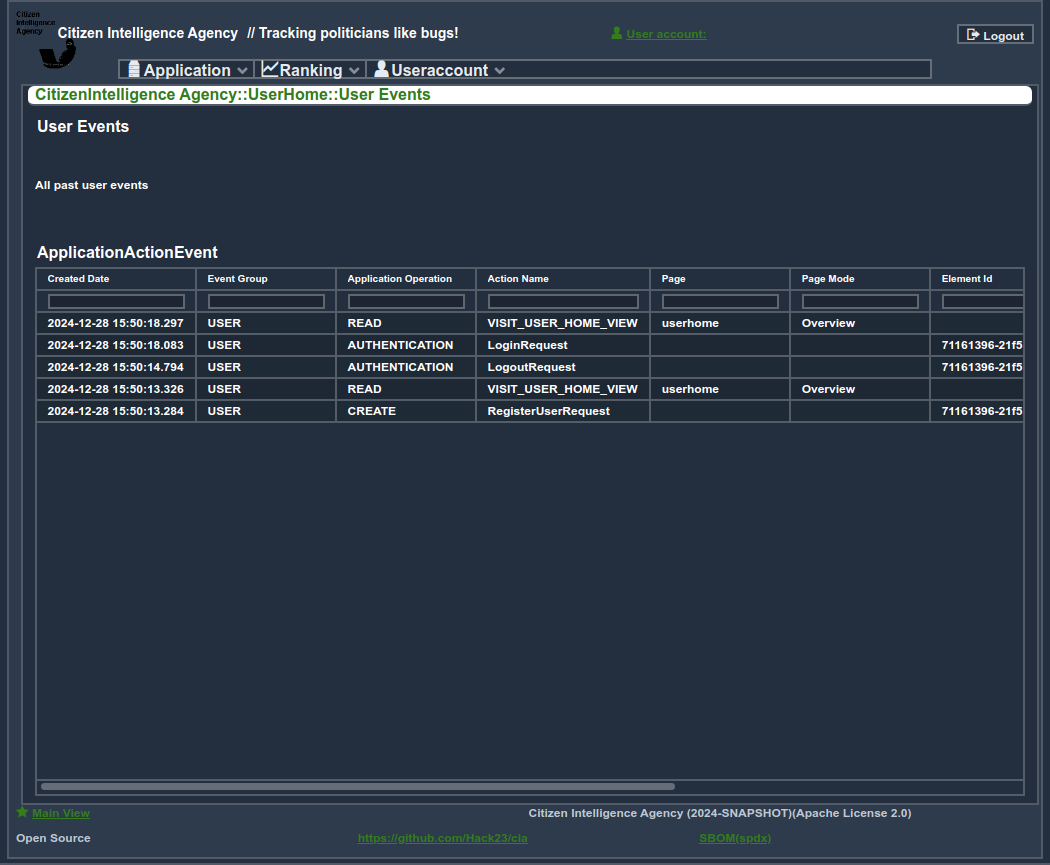 Citizen
Intelligence
Agency
Citizen Intelligence Agency // Tracking politicians like bugs!
User account:
Logout
Application
Ranking
Useraccount
CitizenIntelligence Agency::UserHome::User Events
User Events
All past user events
ApplicationActionEvent
Created Date Event Group Application Operation Action Name Page Page Mode Element Id
2024-12-28 15:50:18.297 USER READ VISIT_USER_HOME_VIEW userhome Overview
2024-12-28 15:50:18.083 USER AUTHENTICATION LoginRequest 71161396-21f5
2024-12-28 15:50:14.794 USER AUTHENTICATION LogoutRequest 71161396-21f5
2024-12-28 15:50:13.326 USER READ VISIT_USER_HOME_VIEW userhome Overview
2024-12-28 15:50:13.284 USER CREATE RegisterUserRequest 71161396-21f5
Main View
Citizen Intelligence Agency (2024-SNAPSHOT)(Apache License 2.0)
Open Source
https://github.com/Hack23/cia
SBOM(spdx)